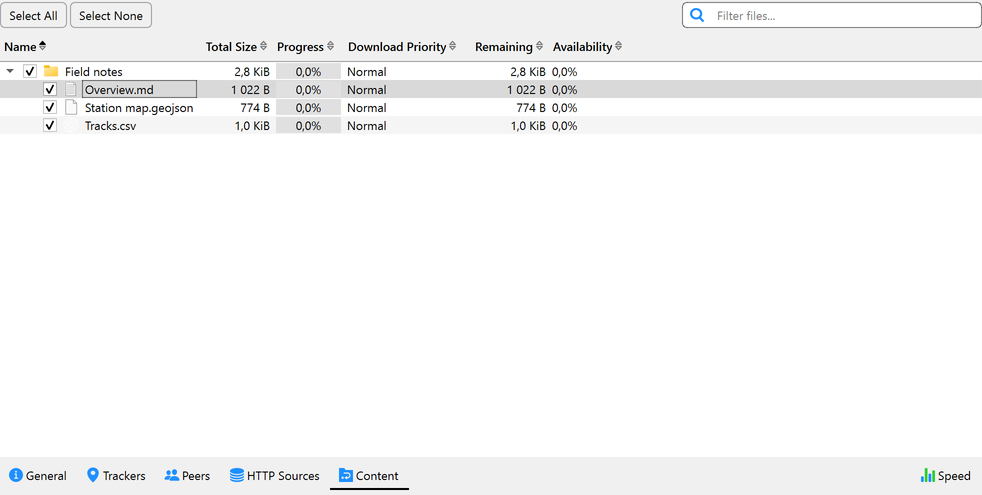 Select All Select None Filter files...
Name Total Size Progress Download Priority Remaining Availability
Field notes 2,8 KiB 0,0% Normal 2,8 KiB 0,0%
Overview.md 1 022 B 0,0% Normal 1 022 B 0,0%
Station map.geojson 774 B 0,0% Normal 774 B 0,0%
Tracks.csv 1,0 KiB 0,0% Normal 1,0 KiB 0,0%
General Trackers Peers HTTP Sources Content Speed